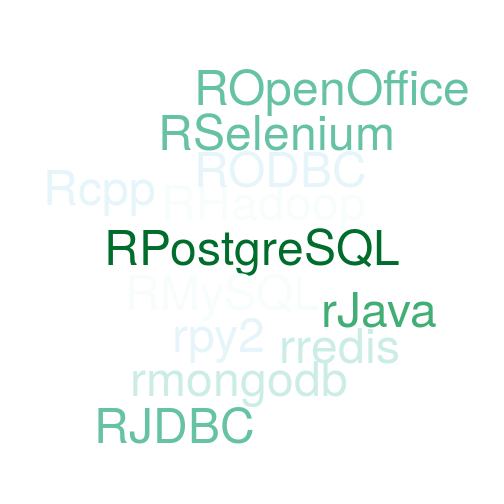 ROpenOffice
RSelenium
RODBC
Rcpp
RHadoop
RPostgreSQL
RMySQL
rJava
rpy2
rredis
rmongodb
RJDBC